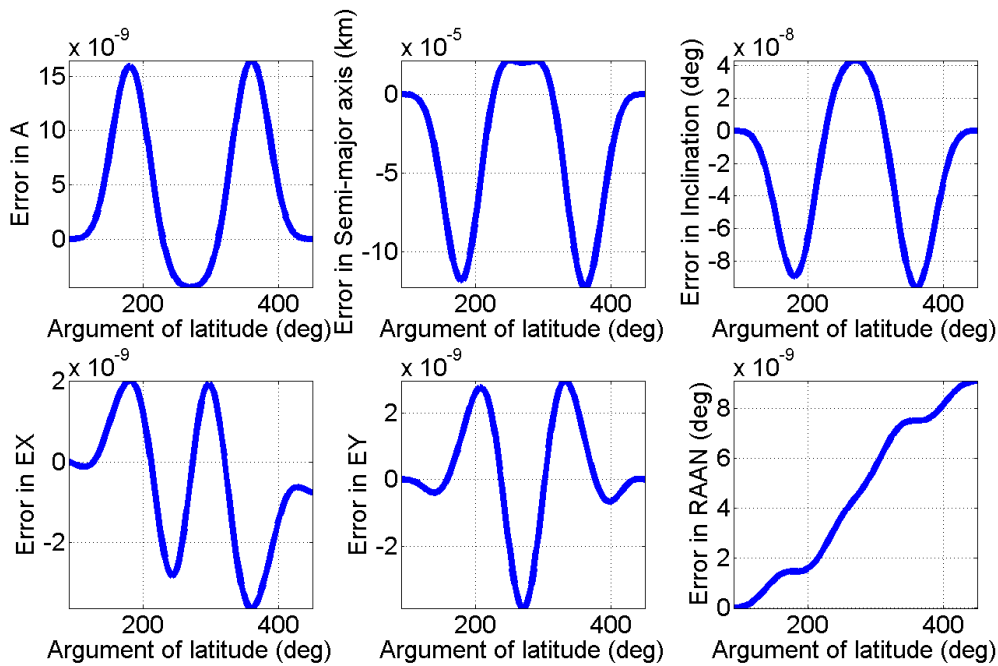 x 10^-9
15
10
5
0
Error in A
200
400
Argument of latitude (deg)
x 10^-5
0
-5
-10
Error in Semi-major axis (km)
200
400
Argument of latitude (deg)
x 10^-8
4
2
0
-2
-4
-6
-8
Error in Inclination (deg)
200
400
Argument of latitude (deg)
x 10^-9
2
0
-2
Error in EX
200
400
Argument of latitude (deg)
x 10^-9
2
0
-2
Error in EY
200
400
Argument of latitude (deg)
x 10^-9
8
6
4
2
0
Error in RAAN (deg)
200
400
Argument of latitude (deg)